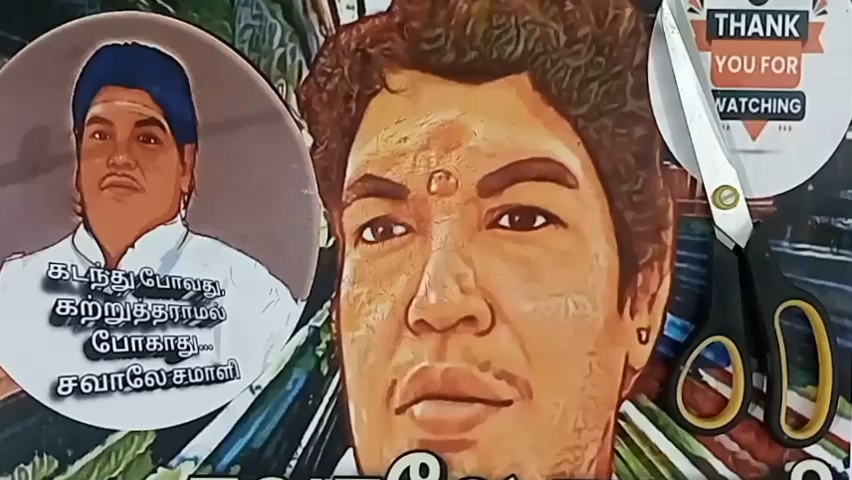 கடந்து போவது,
கற்றுத்தராமல்
போகாது...
சவாலே சமாளி
THANK
YOU FOR
WATCHING